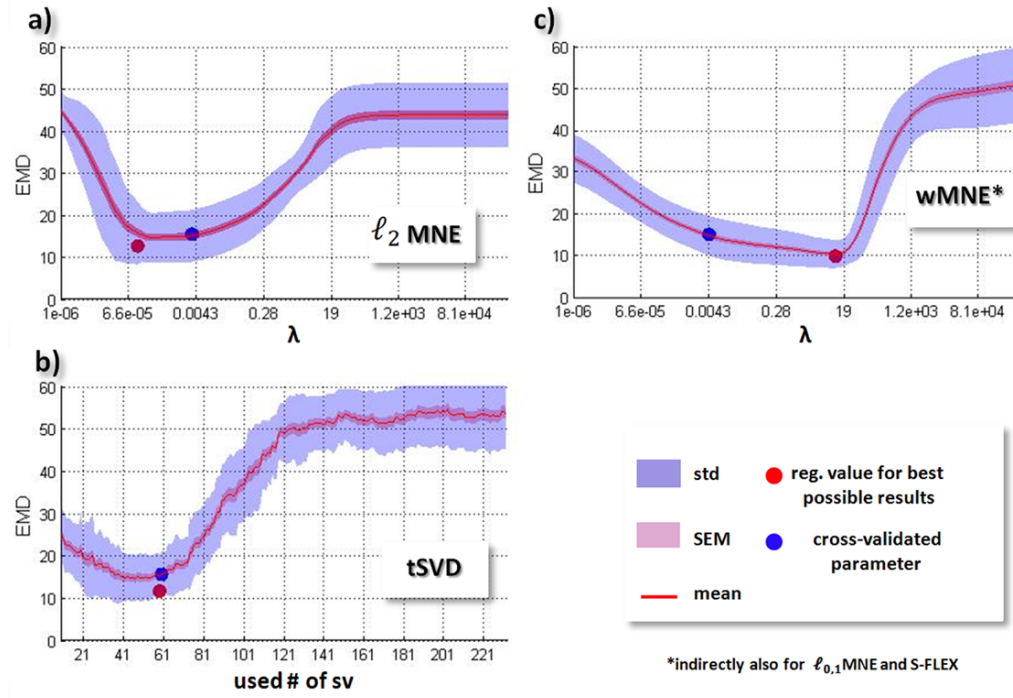 a)
60
50
40
30
20
10
0
EMD
1e-06 6.6e-05 0.0043 0.28 19 1.2e+03 8.1e+04
λ
ℓ2 MNE
c)
60
50
40
30
20
10
0
EMD
1e-06 6.6e-05 0.0043 0.28 19 1.2e+03 8.1e+04
λ
wMNE*
b)
60
50
40
30
20
10
0
EMD
21 41 61 81 101 121 141 161 181 201 221
used # of sv
tSVD
std
SEM
mean
reg. value for best
possible results
cross-validated
parameter
*indirectly also for ℓ0,1MNE and S-FLEX